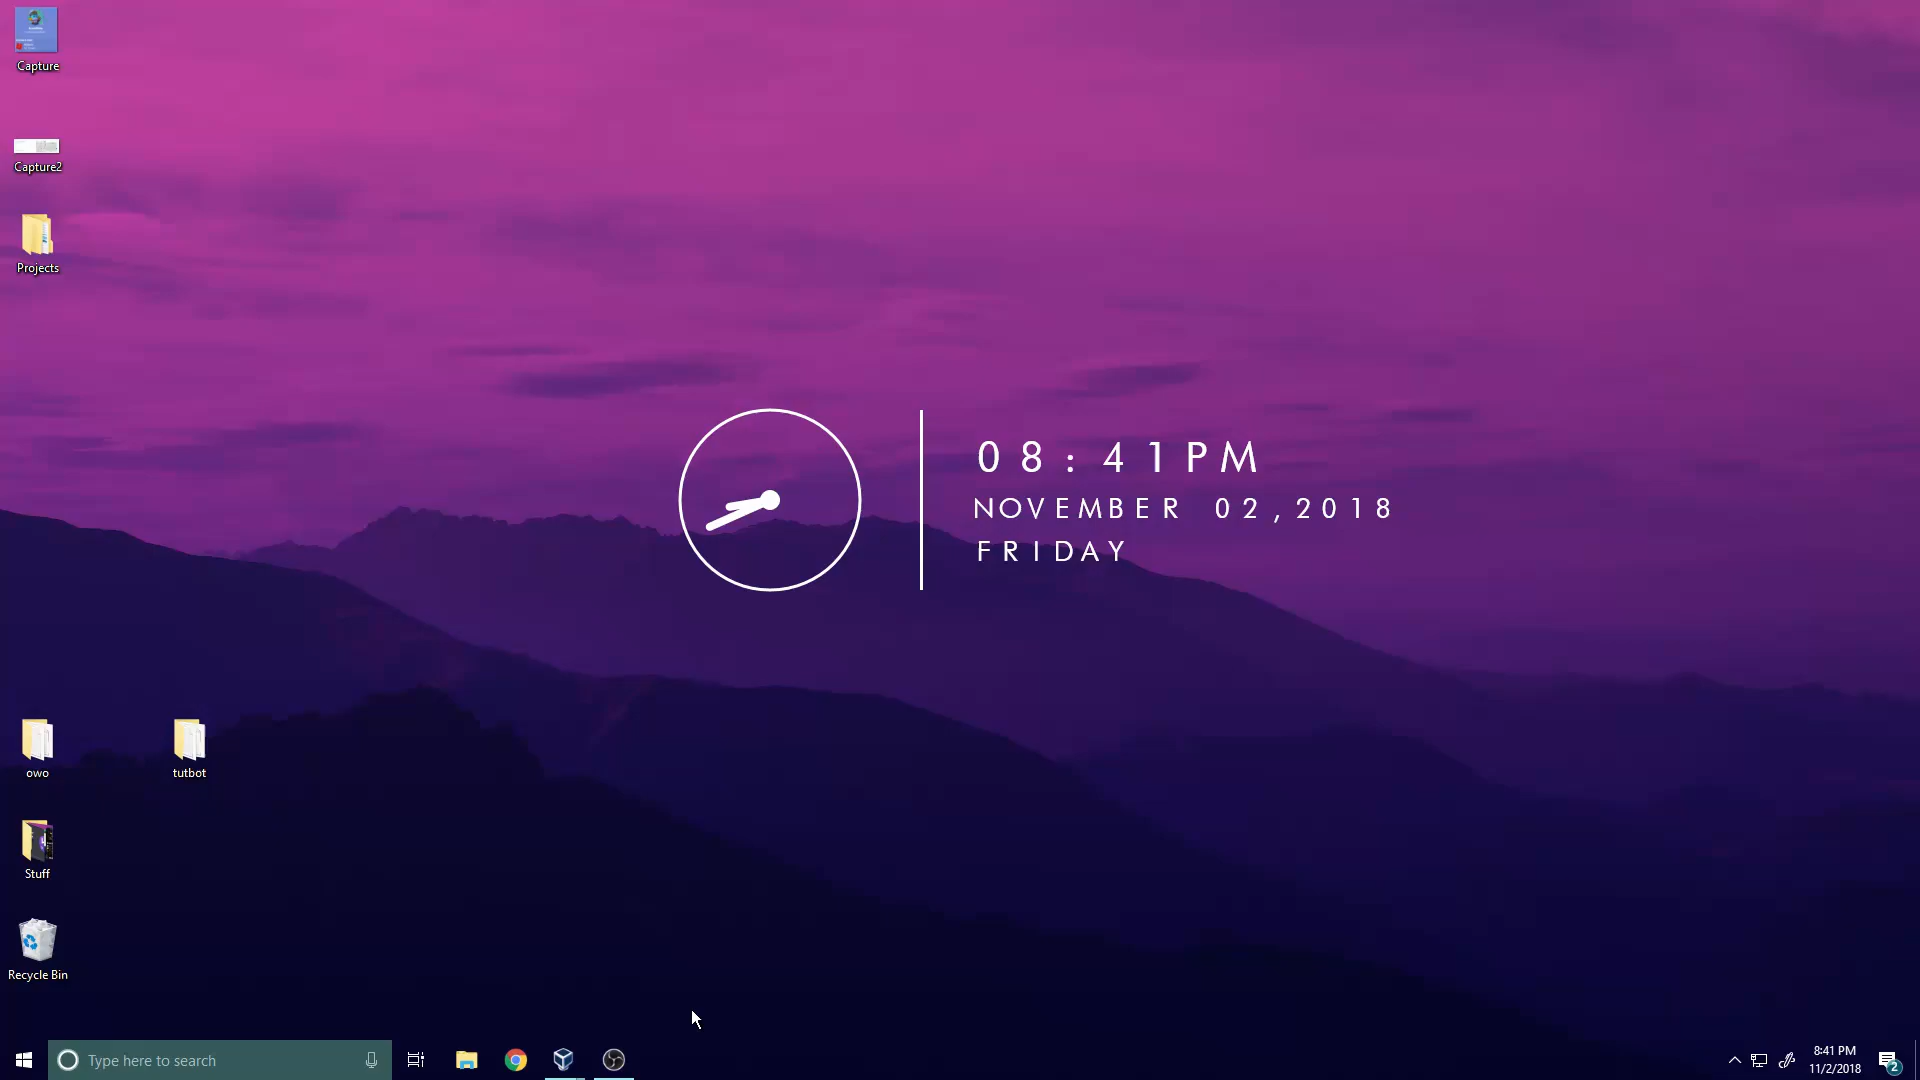 Capture
Capture2
Projects
08:41PM
NOVEMBER 02,2018
FRIDAY
owo
tutbot
Stuff
Recycle Bin
Type here to search
8:41 PM
11/2/2018
2